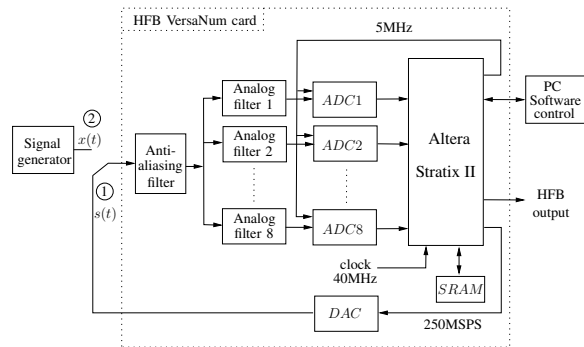 HFB VersaNum card
5MHz
Analog
filter 1
ADC1
Analog
filter 2
ADC2
Analog
filter 8
ADC8
Altera
Stratix II
PC
Software
control
2
x(t)
Signal
generator
Anti-
aliasing
filter
1
s(t)
HFB
output
clock
40MHz
SRAM
DAC
250MSPS